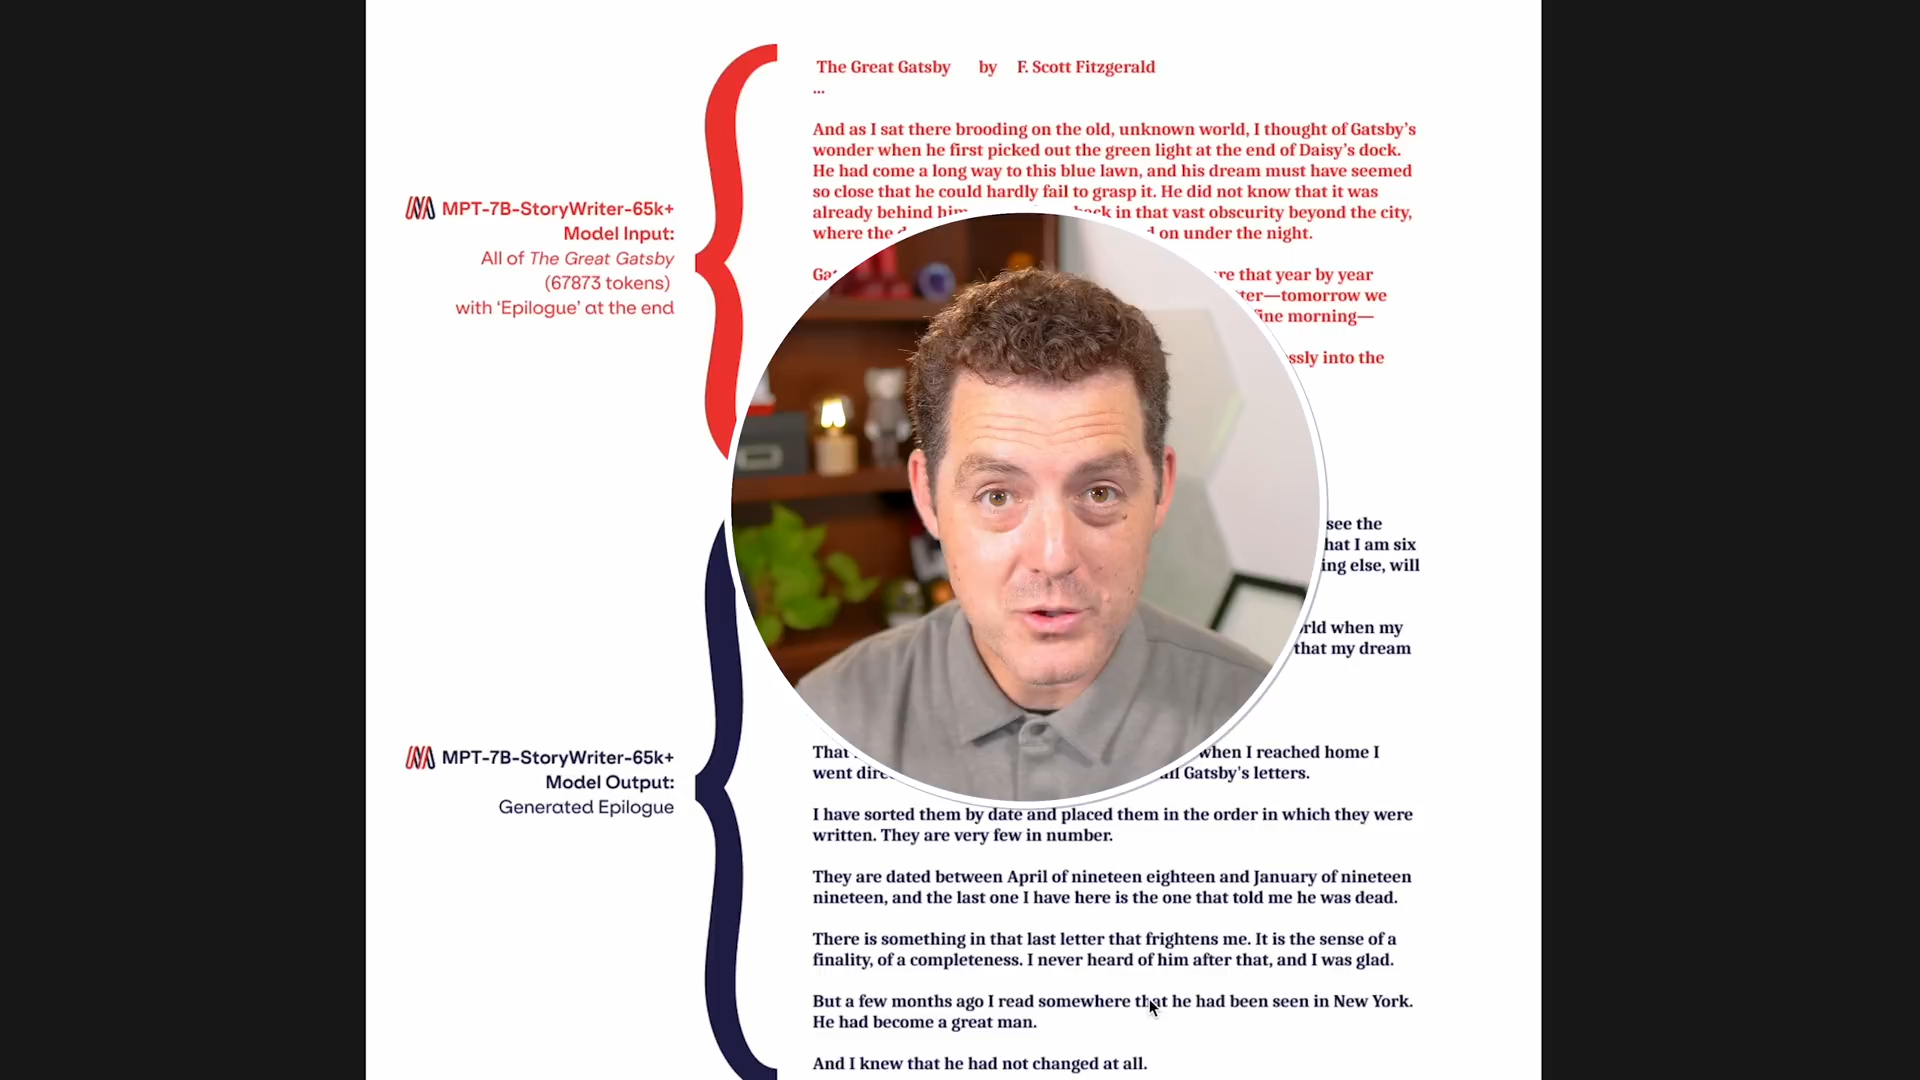 The Great Gatsby by F. Scott Fitzgerald
...
And as I sat there brooding on the old, unknown world, I thought of Gatsby’s
wonder when he first picked out the green light at the end of Daisy’s dock.
He had come a long way to this blue lawn, and his dream must have seemed
so close that he could hardly fail to grasp it. He did not know that it was
already behind him back in that vast obscurity beyond the city,
where the on under the night.
that year by year
tomorrow we
fine morning—
into the
MPT-7B-StoryWriter-65k+
Model Input:
All of The Great Gatsby
(67873 tokens)
with ‘Epilogue’ at the end
see the
that I am six
else, will
world when my
that my dream
That when I reached home I
went Gatsby's letters.
I have sorted them by date and placed them in the order in which they were
written. They are very few in number.
They are dated between April of nineteen eighteen and January of nineteen
nineteen, and the last one I have here is the one that told me he was dead.
There is something in that last letter that frightens me. It is the sense of a
finality, of a completeness. I never heard of him after that, and I was glad.
But a few months ago I read somewhere that he had been seen in New York.
He had become a great man.
And I knew that he had not changed at all.
MPT-7B-StoryWriter-65k+
Model Output:
Generated Epilogue